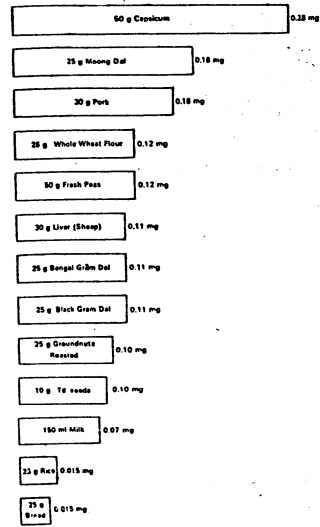 60 g Capsicum 0.28 mg
25 g Moong Dal 0.18 mg
30 g Pork 0.16 mg
25 g Whole Wheat Flour 0.12 mg
50 g Fresh Peas 0.12 mg
30 g Liver (Sheep) 0.11 mg
25 g Bengal Gram Dal 0.11 mg
25 g Black Gram Dal 0.11 mg
25 g Groundnuts
Roasted 0.10 mg
10 g seeds 0.10 mg
150 ml Milk 0.07 mg
25 g Rice 0.015 mg
25 g
Bread 0.015 mg